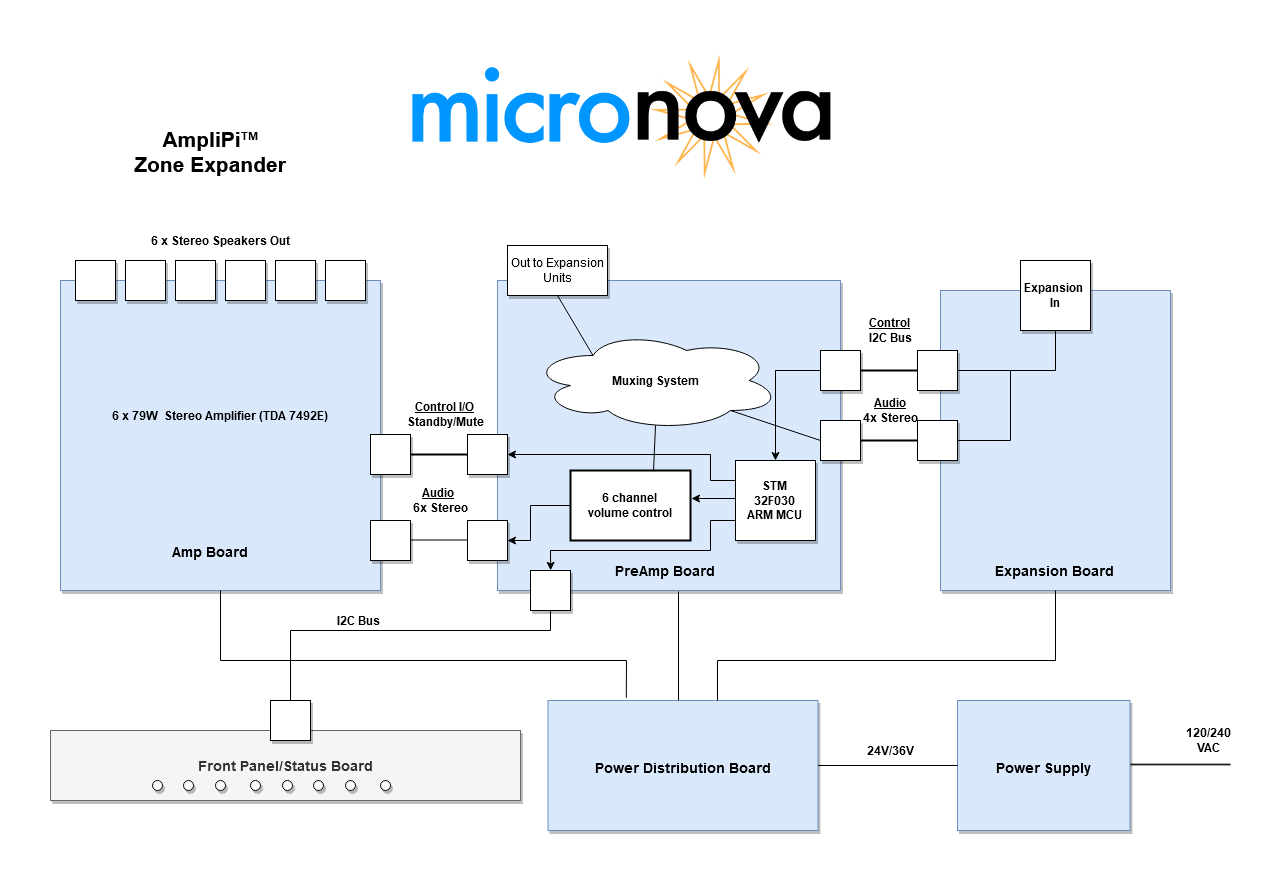 micronova
AmpliPi™
Zone Expander
6 x Stereo Speakers Out
Out to Expansion
Units
Expansion
In
Control
I2C Bus
Muxing System
Audio
4x Stereo
6 x 79W  Stereo Amplifier (TDA 7492E)
Control I/O
Standby/Mute
Audio
6x Stereo
6 channel
volume control
STM
32F030
ARM MCU
Amp Board
PreAmp Board
Expansion Board
I2C Bus
Front Panel/Status Board
Power Distribution Board
24V/36V
Power Supply
120/240
VAC